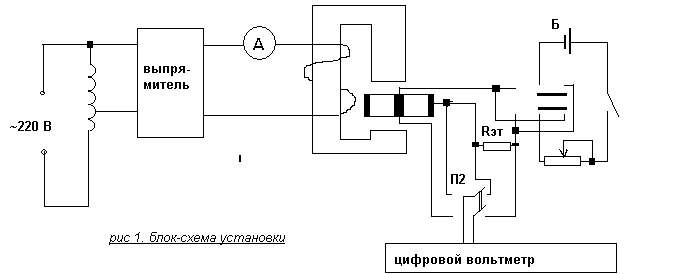 Б
А
выпря-
митель
~220 В
Rэт
П2
рис 1. блок-схема установки
цифровой вольтметр